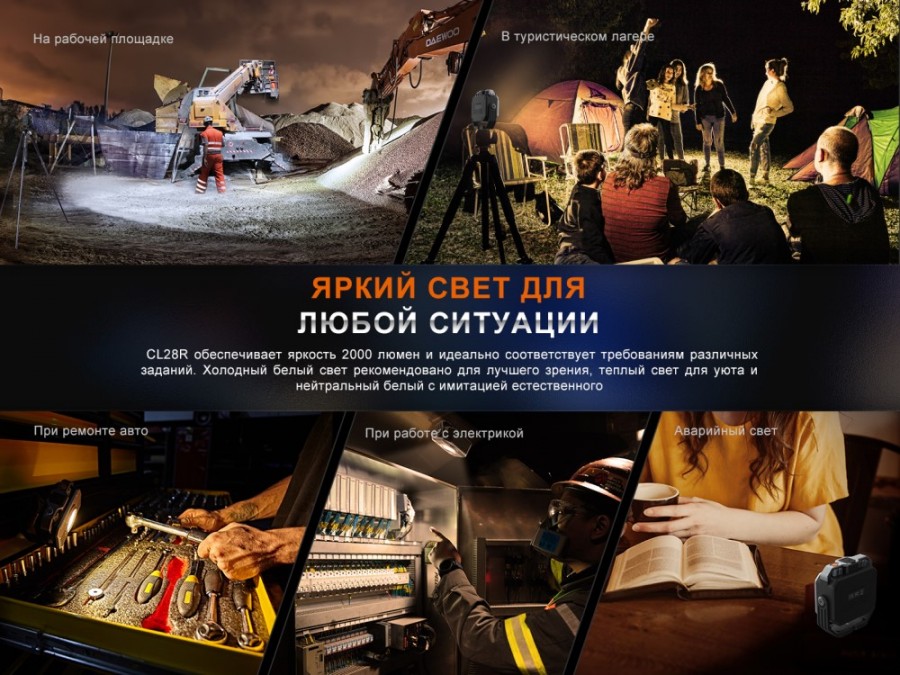 На рабочей площадке
В туристическом лагере
DAEWOO
ЯРКИЙ СВЕТ ДЛЯ
ЛЮБОЙ СИТУАЦИИ
CL28R обеспечивает яркость 2000 люмен и идеально соответствует требованиям различных
заданий. Холодный белый свет рекомендовано для лучшего зрения, теплый свет для уюта и
нейтральный белый с имитацией естественного
При ремонте авто
При работе с электрикой
Аварийный свет